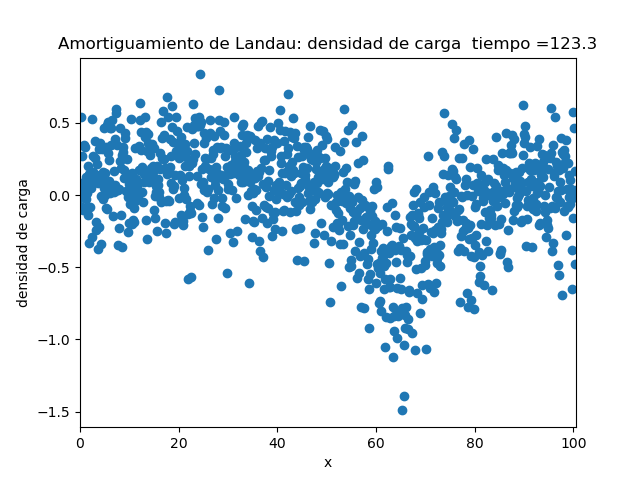 Amortiguamiento de Landau: densidad de carga  tiempo =123.3
densidad de carga
0.5
0.0
−0.5
−1.0
−1.5
0 20 40 60 80 100
x